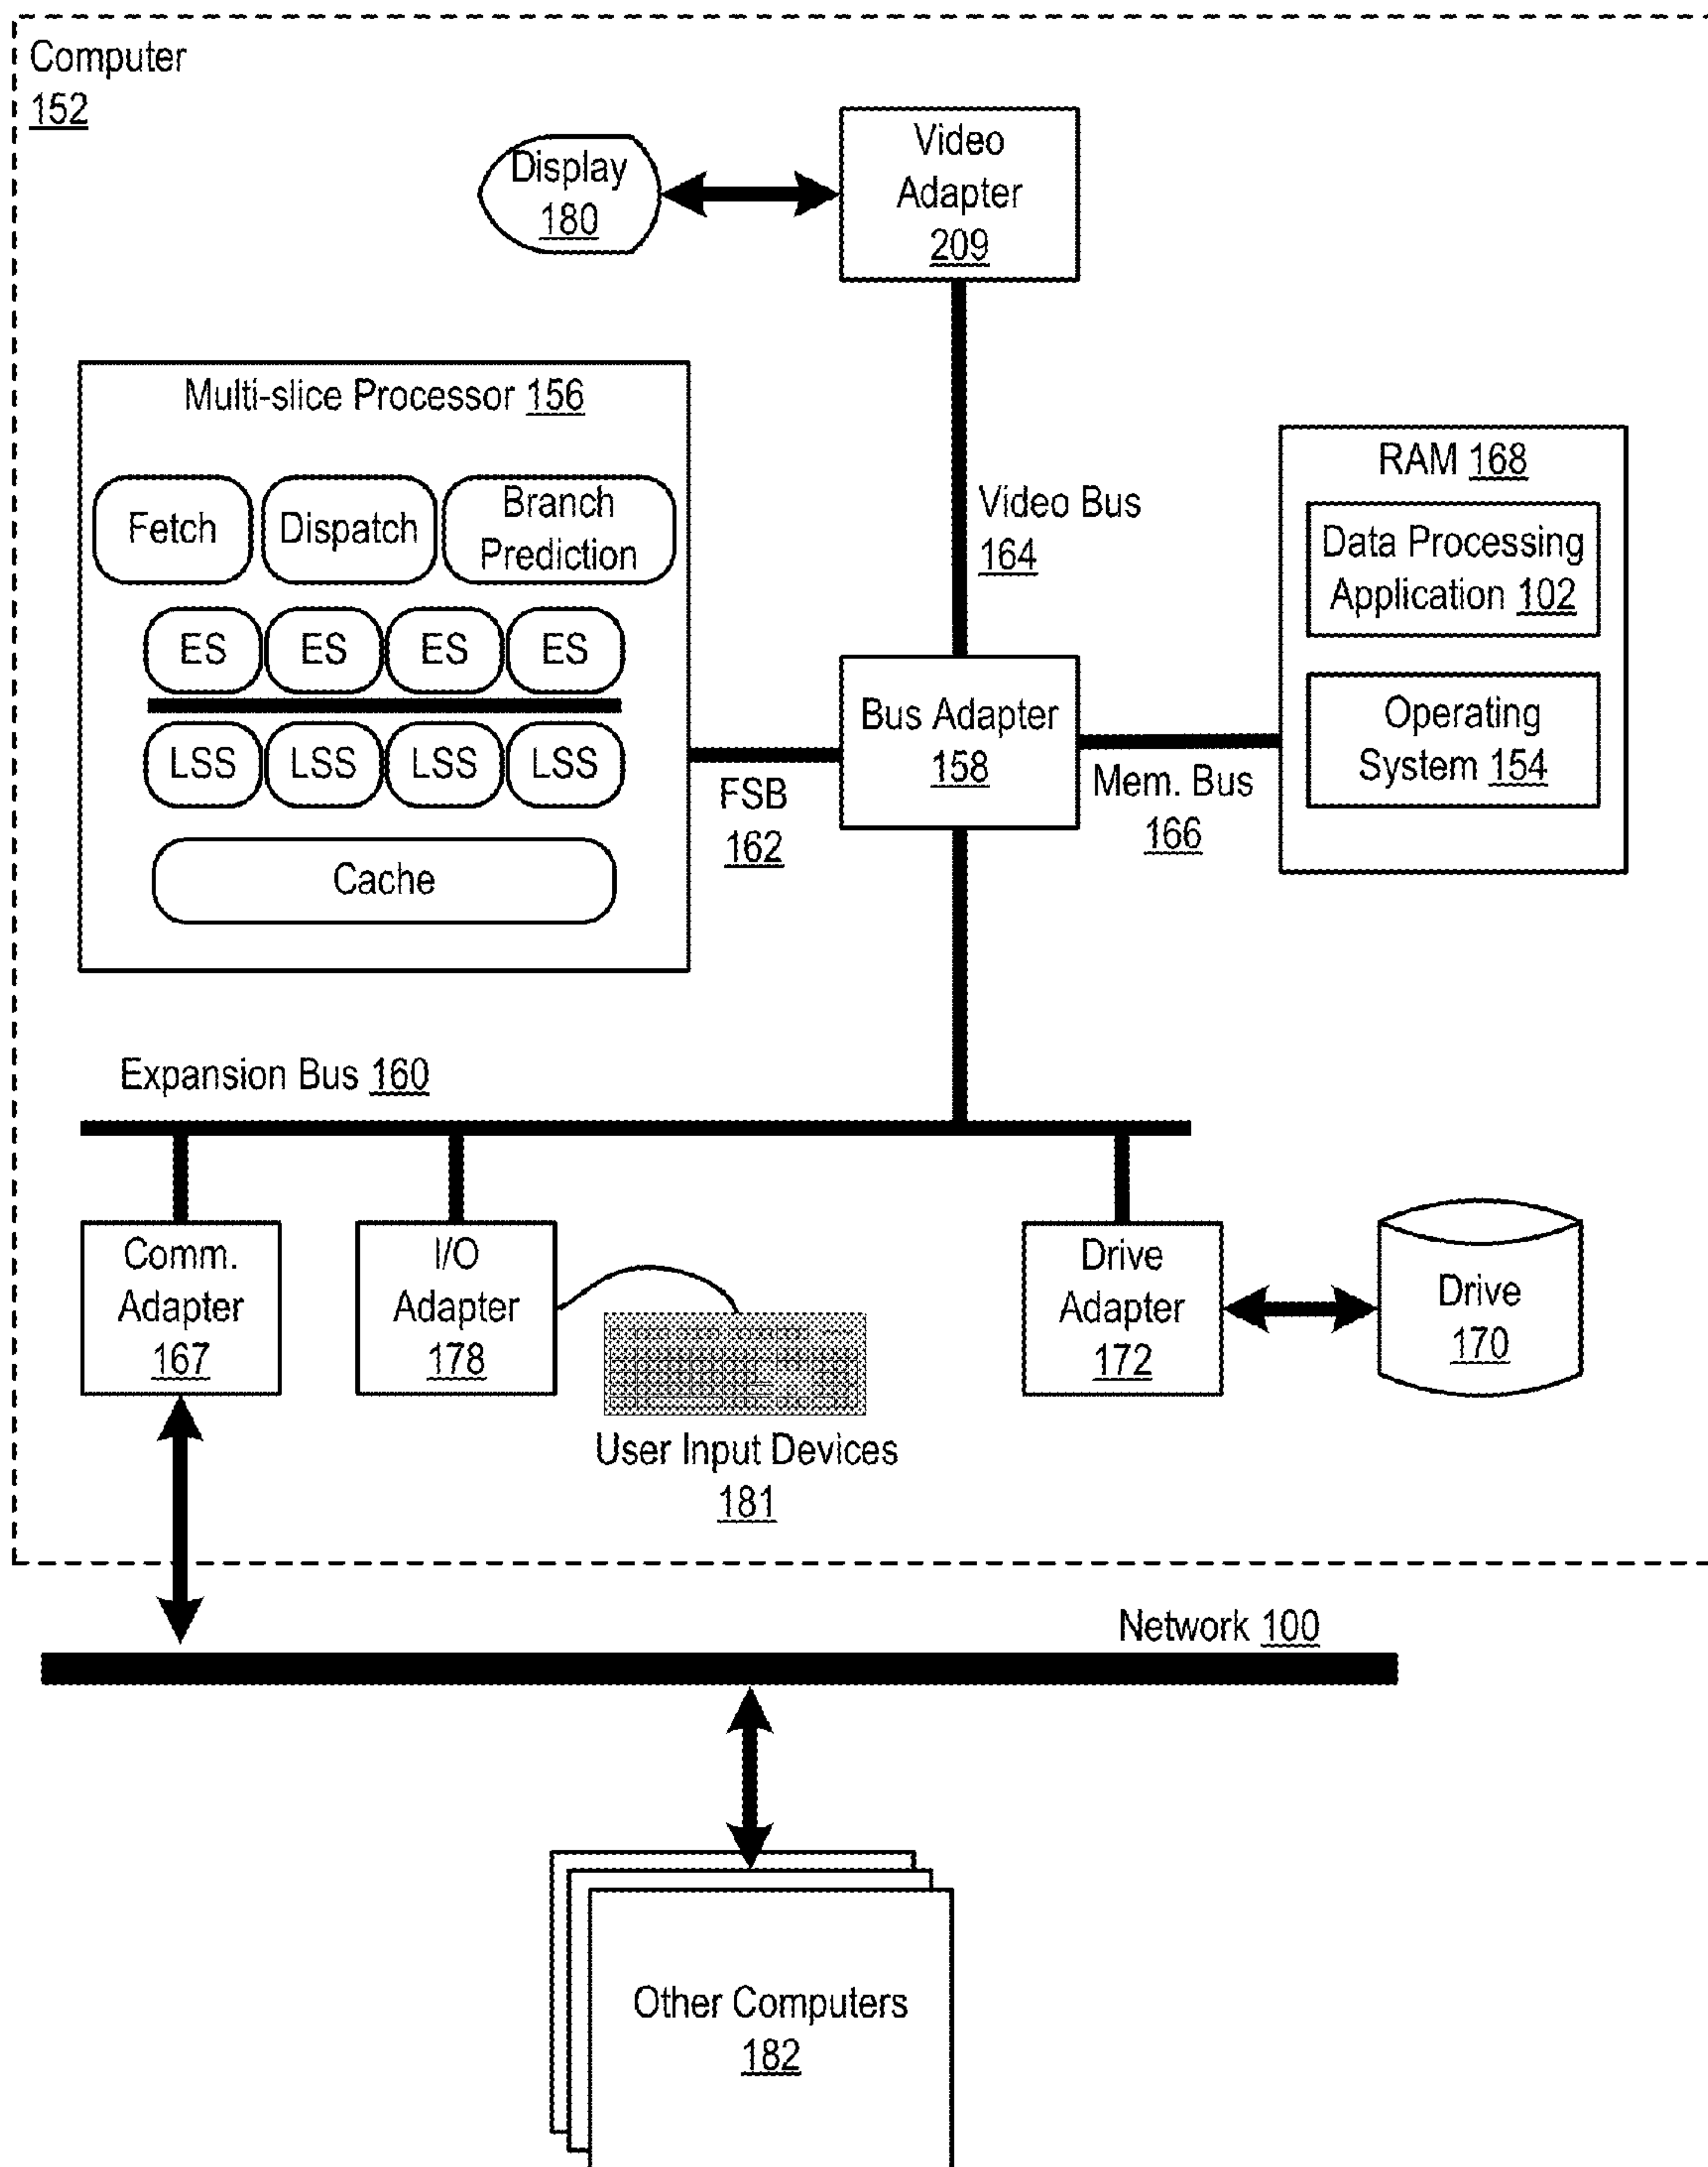 Computer
152
Display
180
Video
Adapter
209
Multi-slice Processor 156
Fetch
Dispatch
Branch
Prediction
ES
ES
ES
ES
LSS
LSS
LSS
LSS
Cache
Video Bus
164
RAM 168
Data Processing
Application 102
Operating
System 154
Bus Adapter
158
FSB
162
Mem. Bus
166
Expansion Bus 160
Comm.
Adapter
167
I/O
Adapter
178
User Input Devices
181
Drive
Adapter
172
Drive
170
Network 100
Other Computers
182